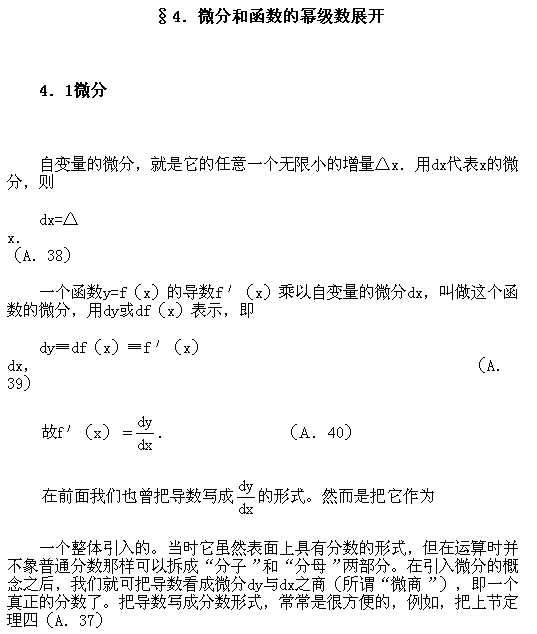 §4．微分和函数的幂级数展开
4．1微分
自变量的微分，就是它的任意一个无限小的增量△x．用dx代表x的微
分，则
dx=△
x．
（A．38）
一个函数y=f（x）的导数f′（x）乘以自变量的微分dx，叫做这个函
数的微分，用dy或df（x）表示，即
dy≡df（x）≡f′（x）
dx，（A．
39）
故f′（x）=dy/dx．（A．40）
在前面我们也曾把导数写成dy/dx的形式。然而是把它作为
一个整体引入的。当时它虽然表面上具有分数的形式，但在运算时并
不象普通分数那样可以拆成“分子”和“分母”两部分。在引入微分的概
念之后，我们就可把导数看成微分dy与dx之商（所谓“微商”），即一个
真正的分数了。把导数写成分数形式，常常是很方便的，例如，把上节定
理四（A．37）